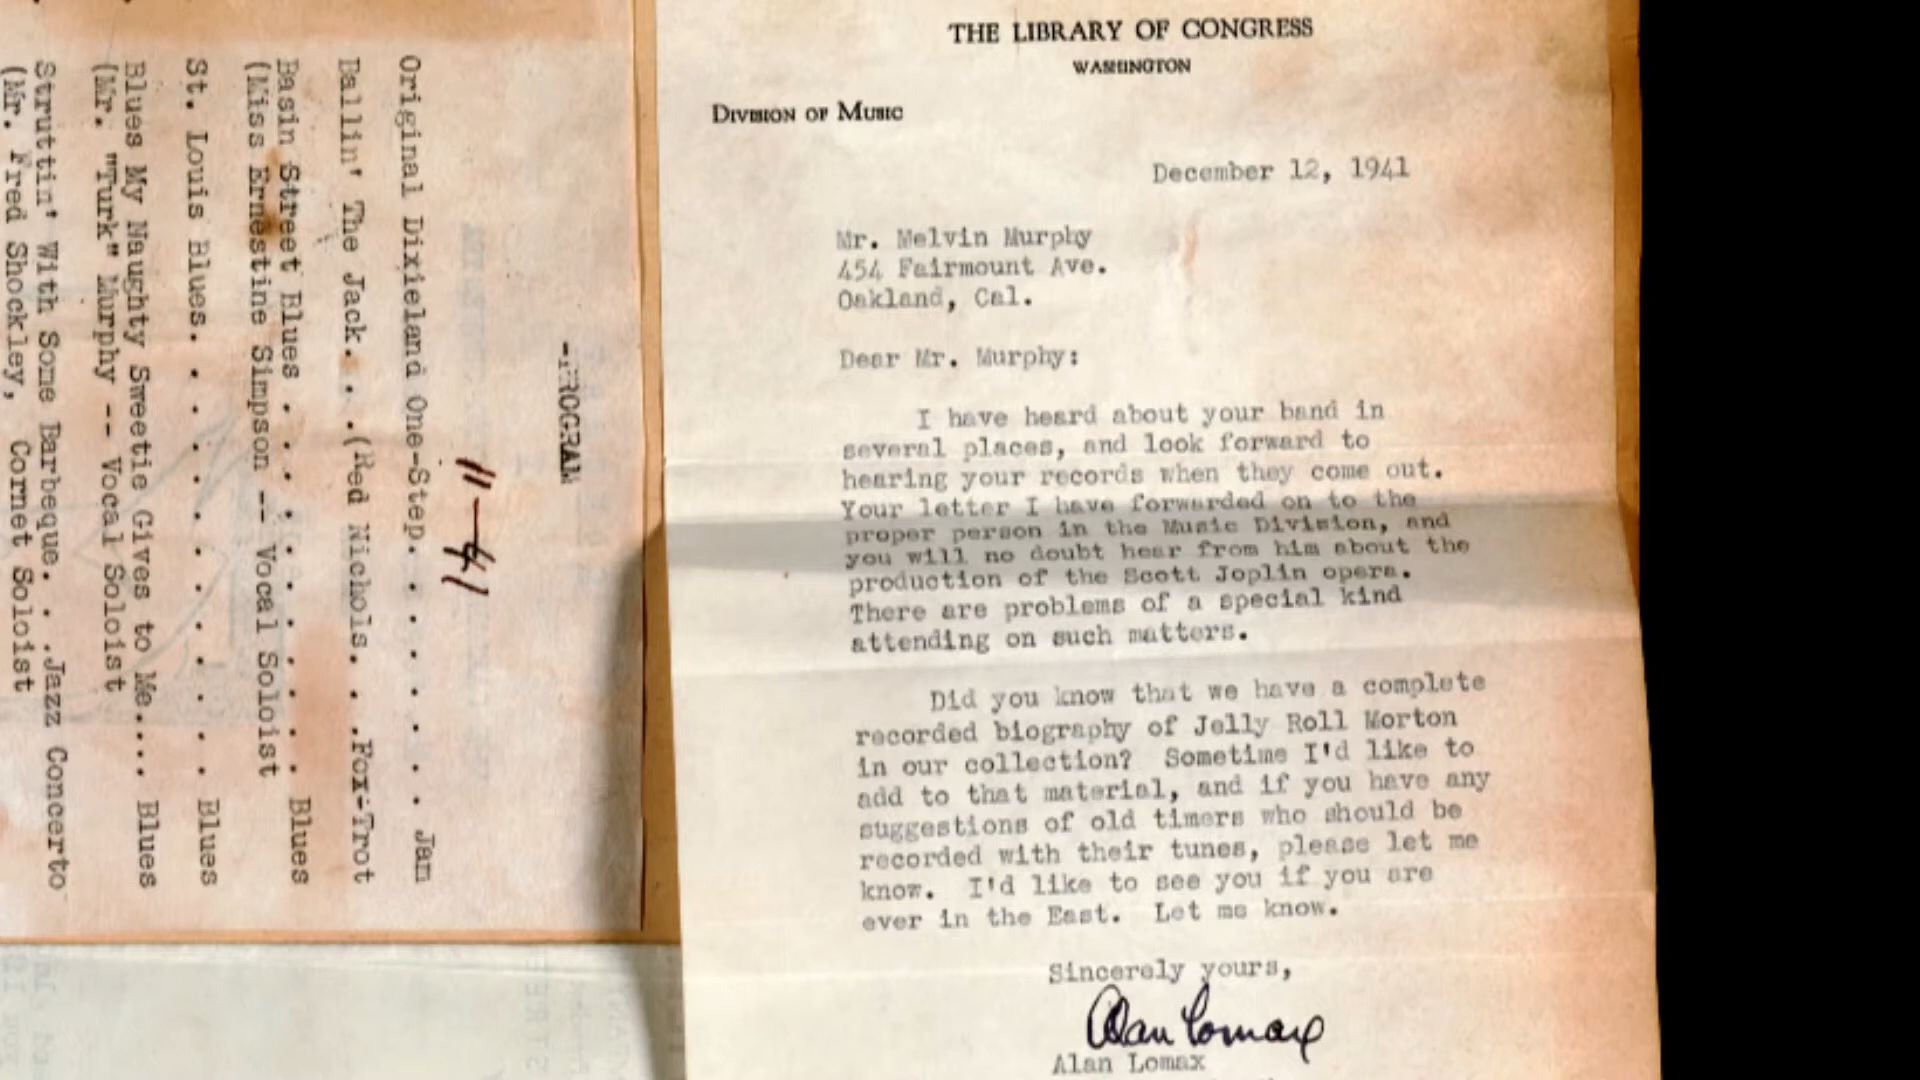 -PROGRAM
11-41
Original Dixieland One-Step. . . . . . . . Jam
Ballin' The Jack. . .(Red Nichols. . .Fox-Trot
Basin Street Blues . . . . . . . . . . . Blues
(Miss Ernestine Simpson -- Vocal Soloist
St. Louis Blues. . . . . . . . . . . . . Blues
Blues My Naughty Sweetie Gives to Me.... Blues
(Mr. "Turk" Murphy -- Vocal Soloist
Struttin' With Some Barbeque. . .Jazz Concerto
(Mr. Fred Shockley, Cornet Soloist
THE LIBRARY OF CONGRESS
WASHINGTON
DIVISION OF MUSIC
December 12, 1941
Mr. Melvin Murphy
454 Fairmount Ave.
Oakland, Cal.
Dear Mr. Murphy:
I have heard about your band in
several places, and look forward to
hearing your records when they come out.
Your letter I have forwarded on to the
proper person in the Music Division, and
you will no doubt hear from him about the
production of the Scott Joplin opera.
There are problems of a special kind
attending on such matters.
Did you know that we have a complete
recorded biography of Jelly Roll Morton
in our collection? Sometime I'd like to
add to that material, and if you have any
suggestions of old timers who should be
recorded with their tunes, please let me
know. I'd like to see you if you are
ever in the East. Let me know.
Sincerely yours,
Alan Lomax
Alan Lomax